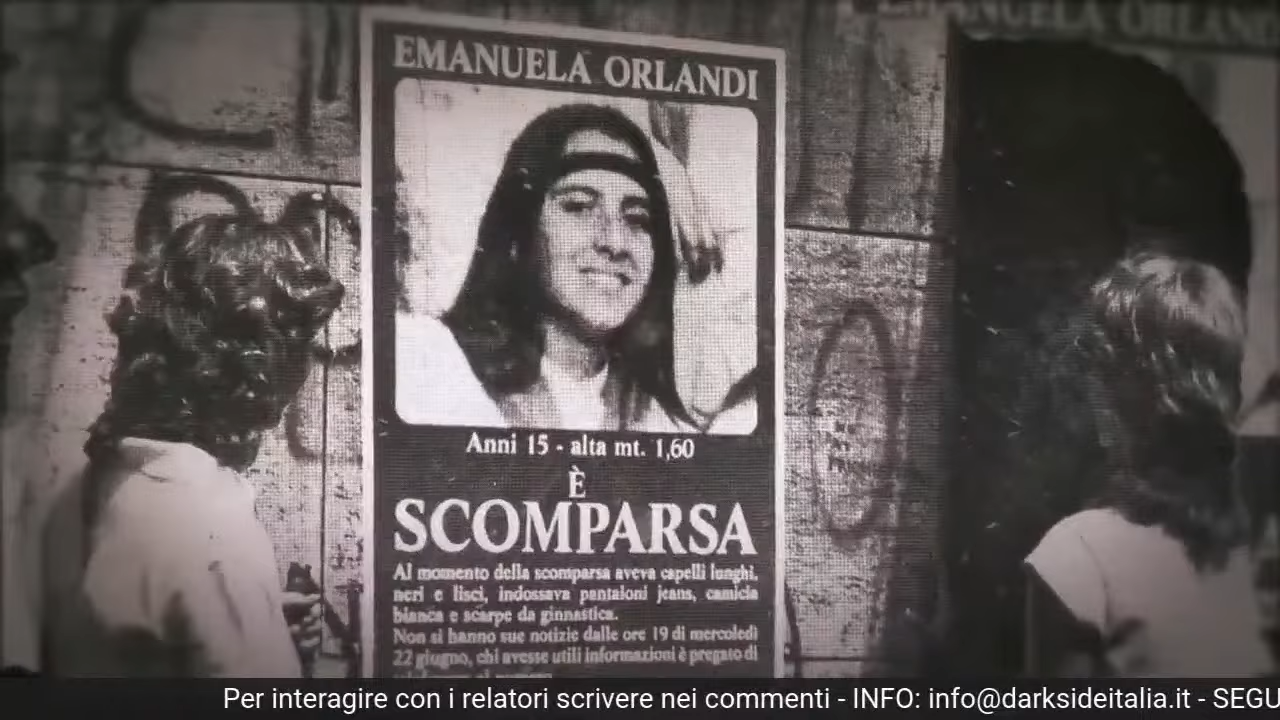 EMANUELA ORLANDI
EMANUELA ORLAND
Anni 15 - alta mt. 1,60
È
SCOMPARSA
Al momento della scomparsa aveva capelli lunghi,
neri e lisci, indossava pantaloni jeans, camicia
bianca e scarpe da ginnastica.
Non si hanno sue notizie dalle ore 19 di mercoledì
22 giugno, chi avesse utili informazioni è pregato di
Per interagire con i relatori scrivere nei commenti - INFO: info@darksideitalia.it - SEGU